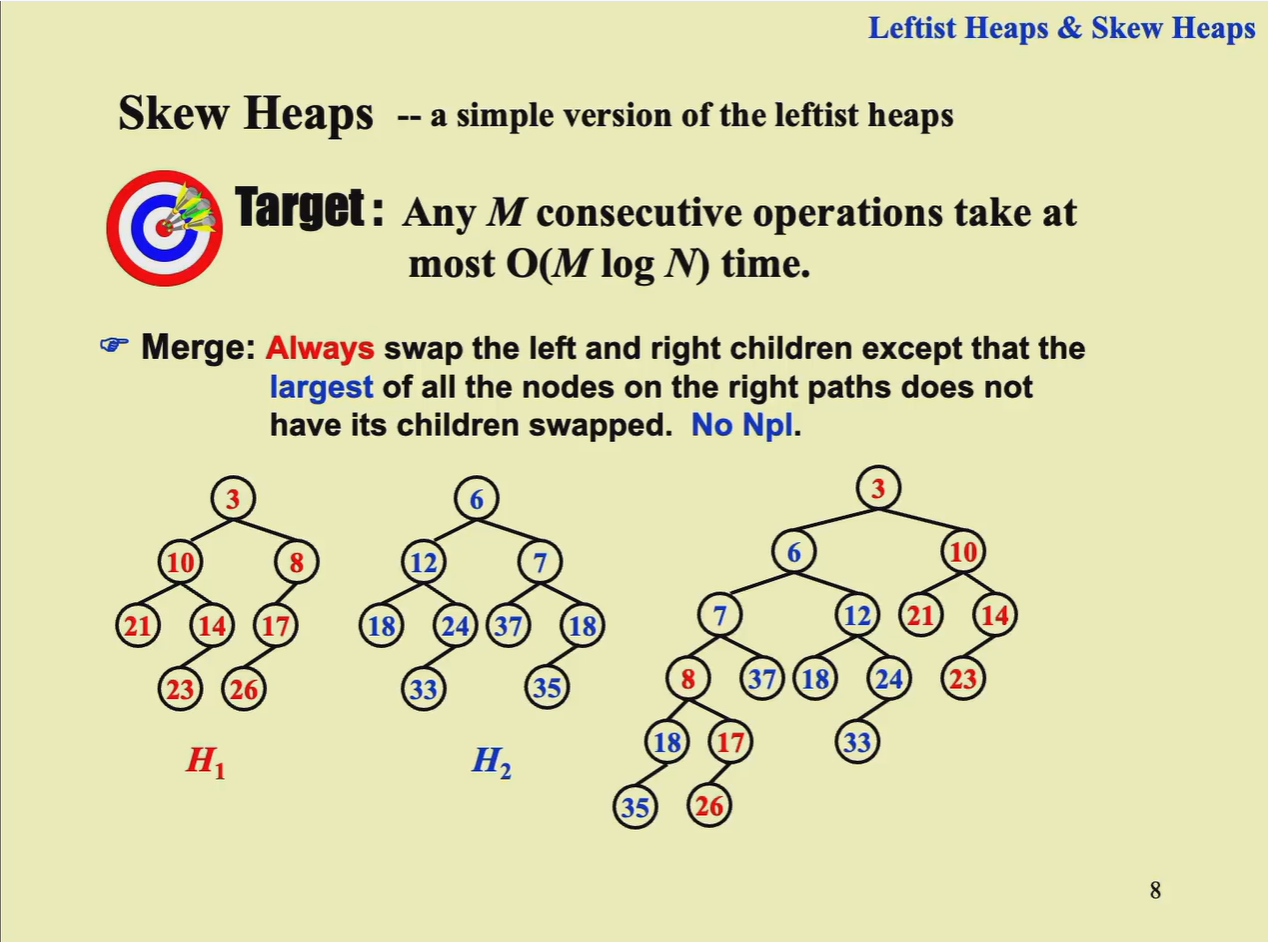 Leftist Heaps & Skew Heaps
Skew Heaps -- a simple version of the leftist heaps
Target: Any M consecutive operations take at
most O(M log N) time.
☞ Merge: Always swap the left and right children except that the
largest of all the nodes on the right paths does not
have its children swapped. No Npl.
3
10 8
21 14 17
23 26
H1
6
12 7
18 24 37 18
33 35
H2
3
6 10
7 12 21 14
8 37 18 24 23
18 17 33
35 26
8